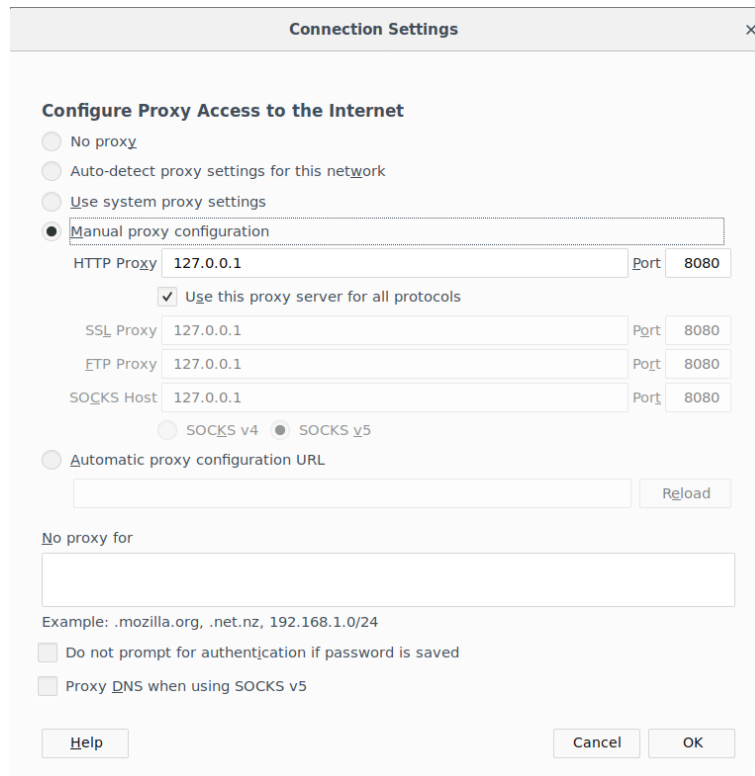 Connection Settings ×
Configure Proxy Access to the Internet
No proxy
Auto-detect proxy settings for this network
Use system proxy settings
Manual proxy configuration
HTTP Proxy 127.0.0.1 Port 8080
Use this proxy server for all protocols
SSL Proxy 127.0.0.1 Port 8080
FTP Proxy 127.0.0.1 Port 8080
SOCKS Host 127.0.0.1 Port 8080
SOCKS v4 SOCKS v5
Automatic proxy configuration URL
Reload
No proxy for
Example: .mozilla.org, .net.nz, 192.168.1.0/24
Do not prompt for authentication if password is saved
Proxy DNS when using SOCKS v5
Help Cancel OK